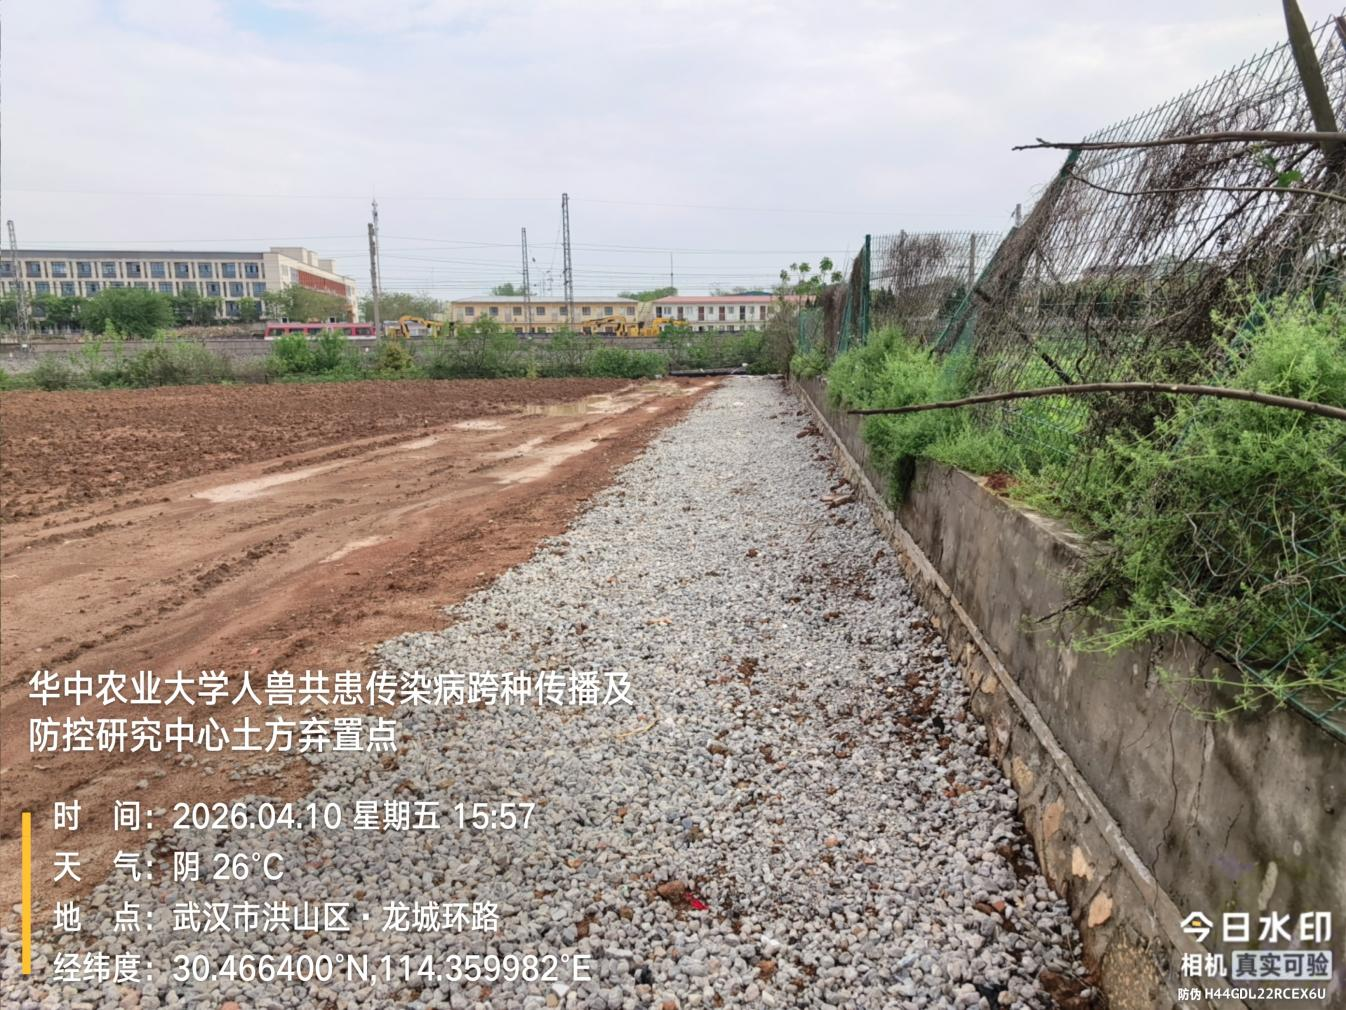 华中农业大学人兽共患传染病跨种传播及
防控研究中心土方弃置点
时 间：2026.04.10 星期五 15:57
天 气：阴 26°C
地 点：武汉市洪山区·龙城环路
经纬度：30.466400°N,114.359982°E
今日水印
相机 真实可验
防伪 H44GDL22RCEX6U